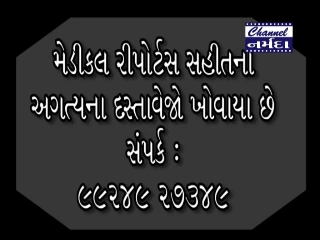 Channel
નર્મદા
મેડીકલ રીપોર્ટસ સહીતના
અગત્યના દસ્તાવેજો ખોવાયા છે
સંપર્ક :
૯૯૨૪૯ ૨૭૩૪૯